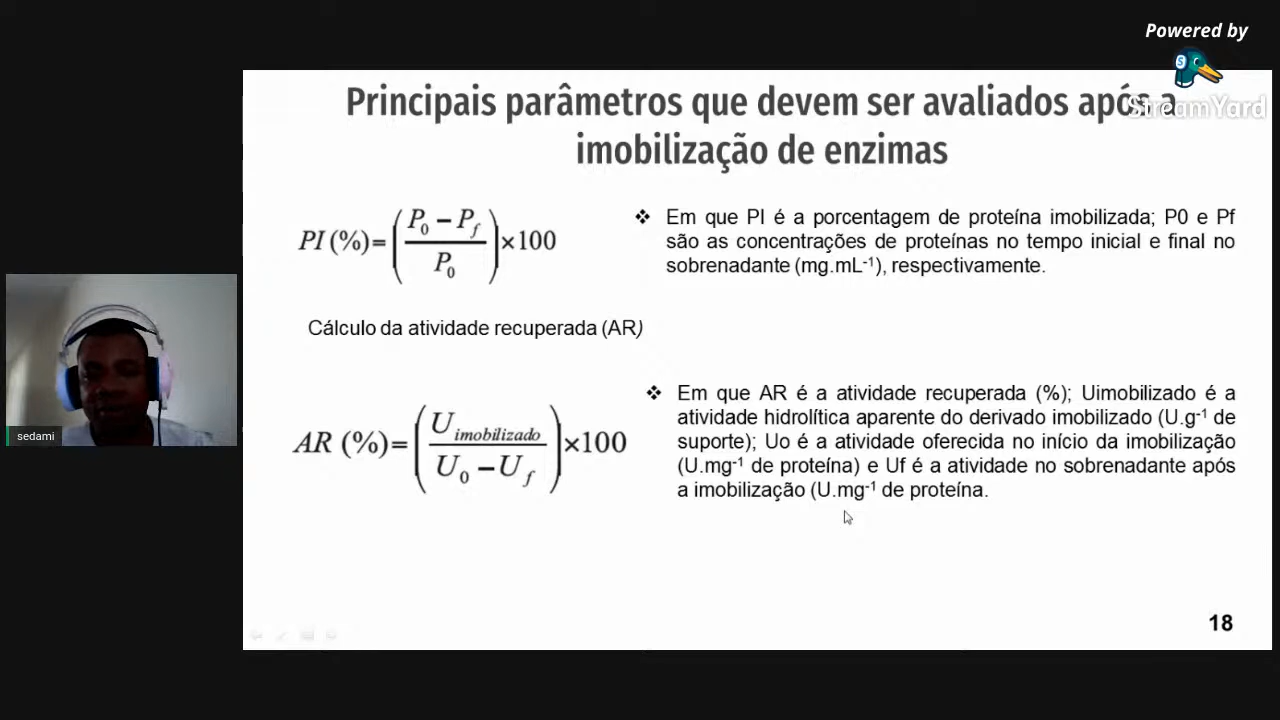 Powered by
StreamYard
Principais parâmetros que devem ser avaliados após a
imobilização de enzimas
PI (%) = ((P₀ − P_f) / P₀) × 100
❖ Em que PI é a porcentagem de proteína imobilizada; P0 e Pf
são as concentrações de proteínas no tempo inicial e final no
sobrenadante (mg.mL⁻¹), respectivamente.
Cálculo da atividade recuperada (AR)
AR (%) = (U_imobilizado / (U₀ − U_f)) × 100
❖ Em que AR é a atividade recuperada (%); Uimobilizado é a
atividade hidrolítica aparente do derivado imobilizado (U.g⁻¹ de
suporte); Uo é a atividade oferecida no início da imobilização
(U.mg⁻¹ de proteína) e Uf é a atividade no sobrenadante após
a imobilização (U.mg⁻¹ de proteína.
sedami
18